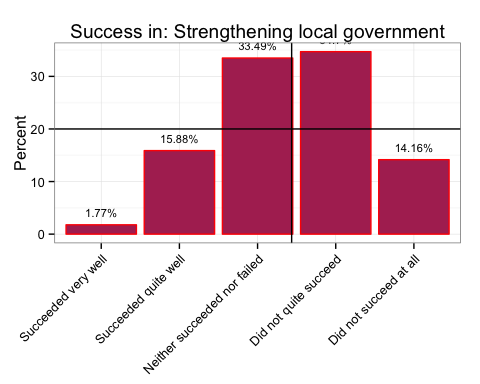 Success in: Strengthening local government
33.49%
15.88%
14.16%
1.77%
Percent
30
20
10
0
Succeeded very well
Succeeded quite well
Neither succeeded nor failed
Did not quite succeed
Did not succeed at all